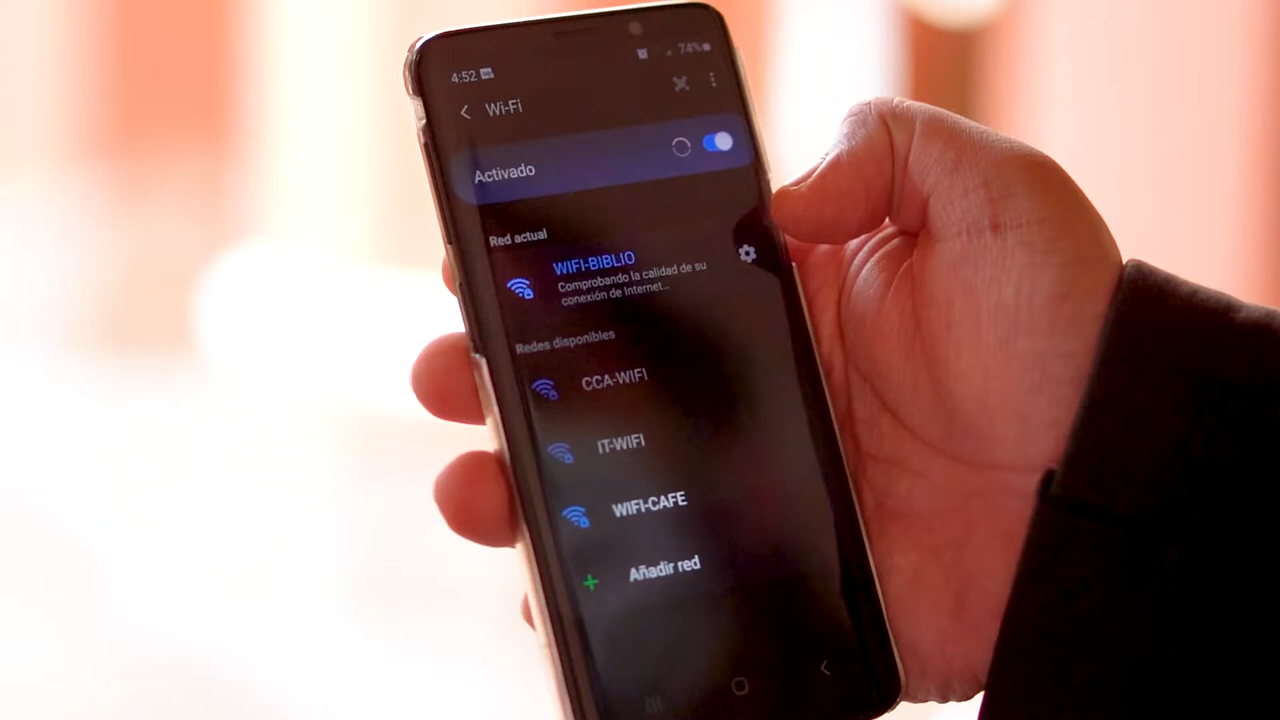 4:52
74%
Wi-Fi
Activado
Red actual
WIFI-BIBLIO
Comprobando la calidad de su
conexión de Internet...
Redes disponibles
CCA-WIFI
IT-WIFI
WIFI-CAFE
Añadir red